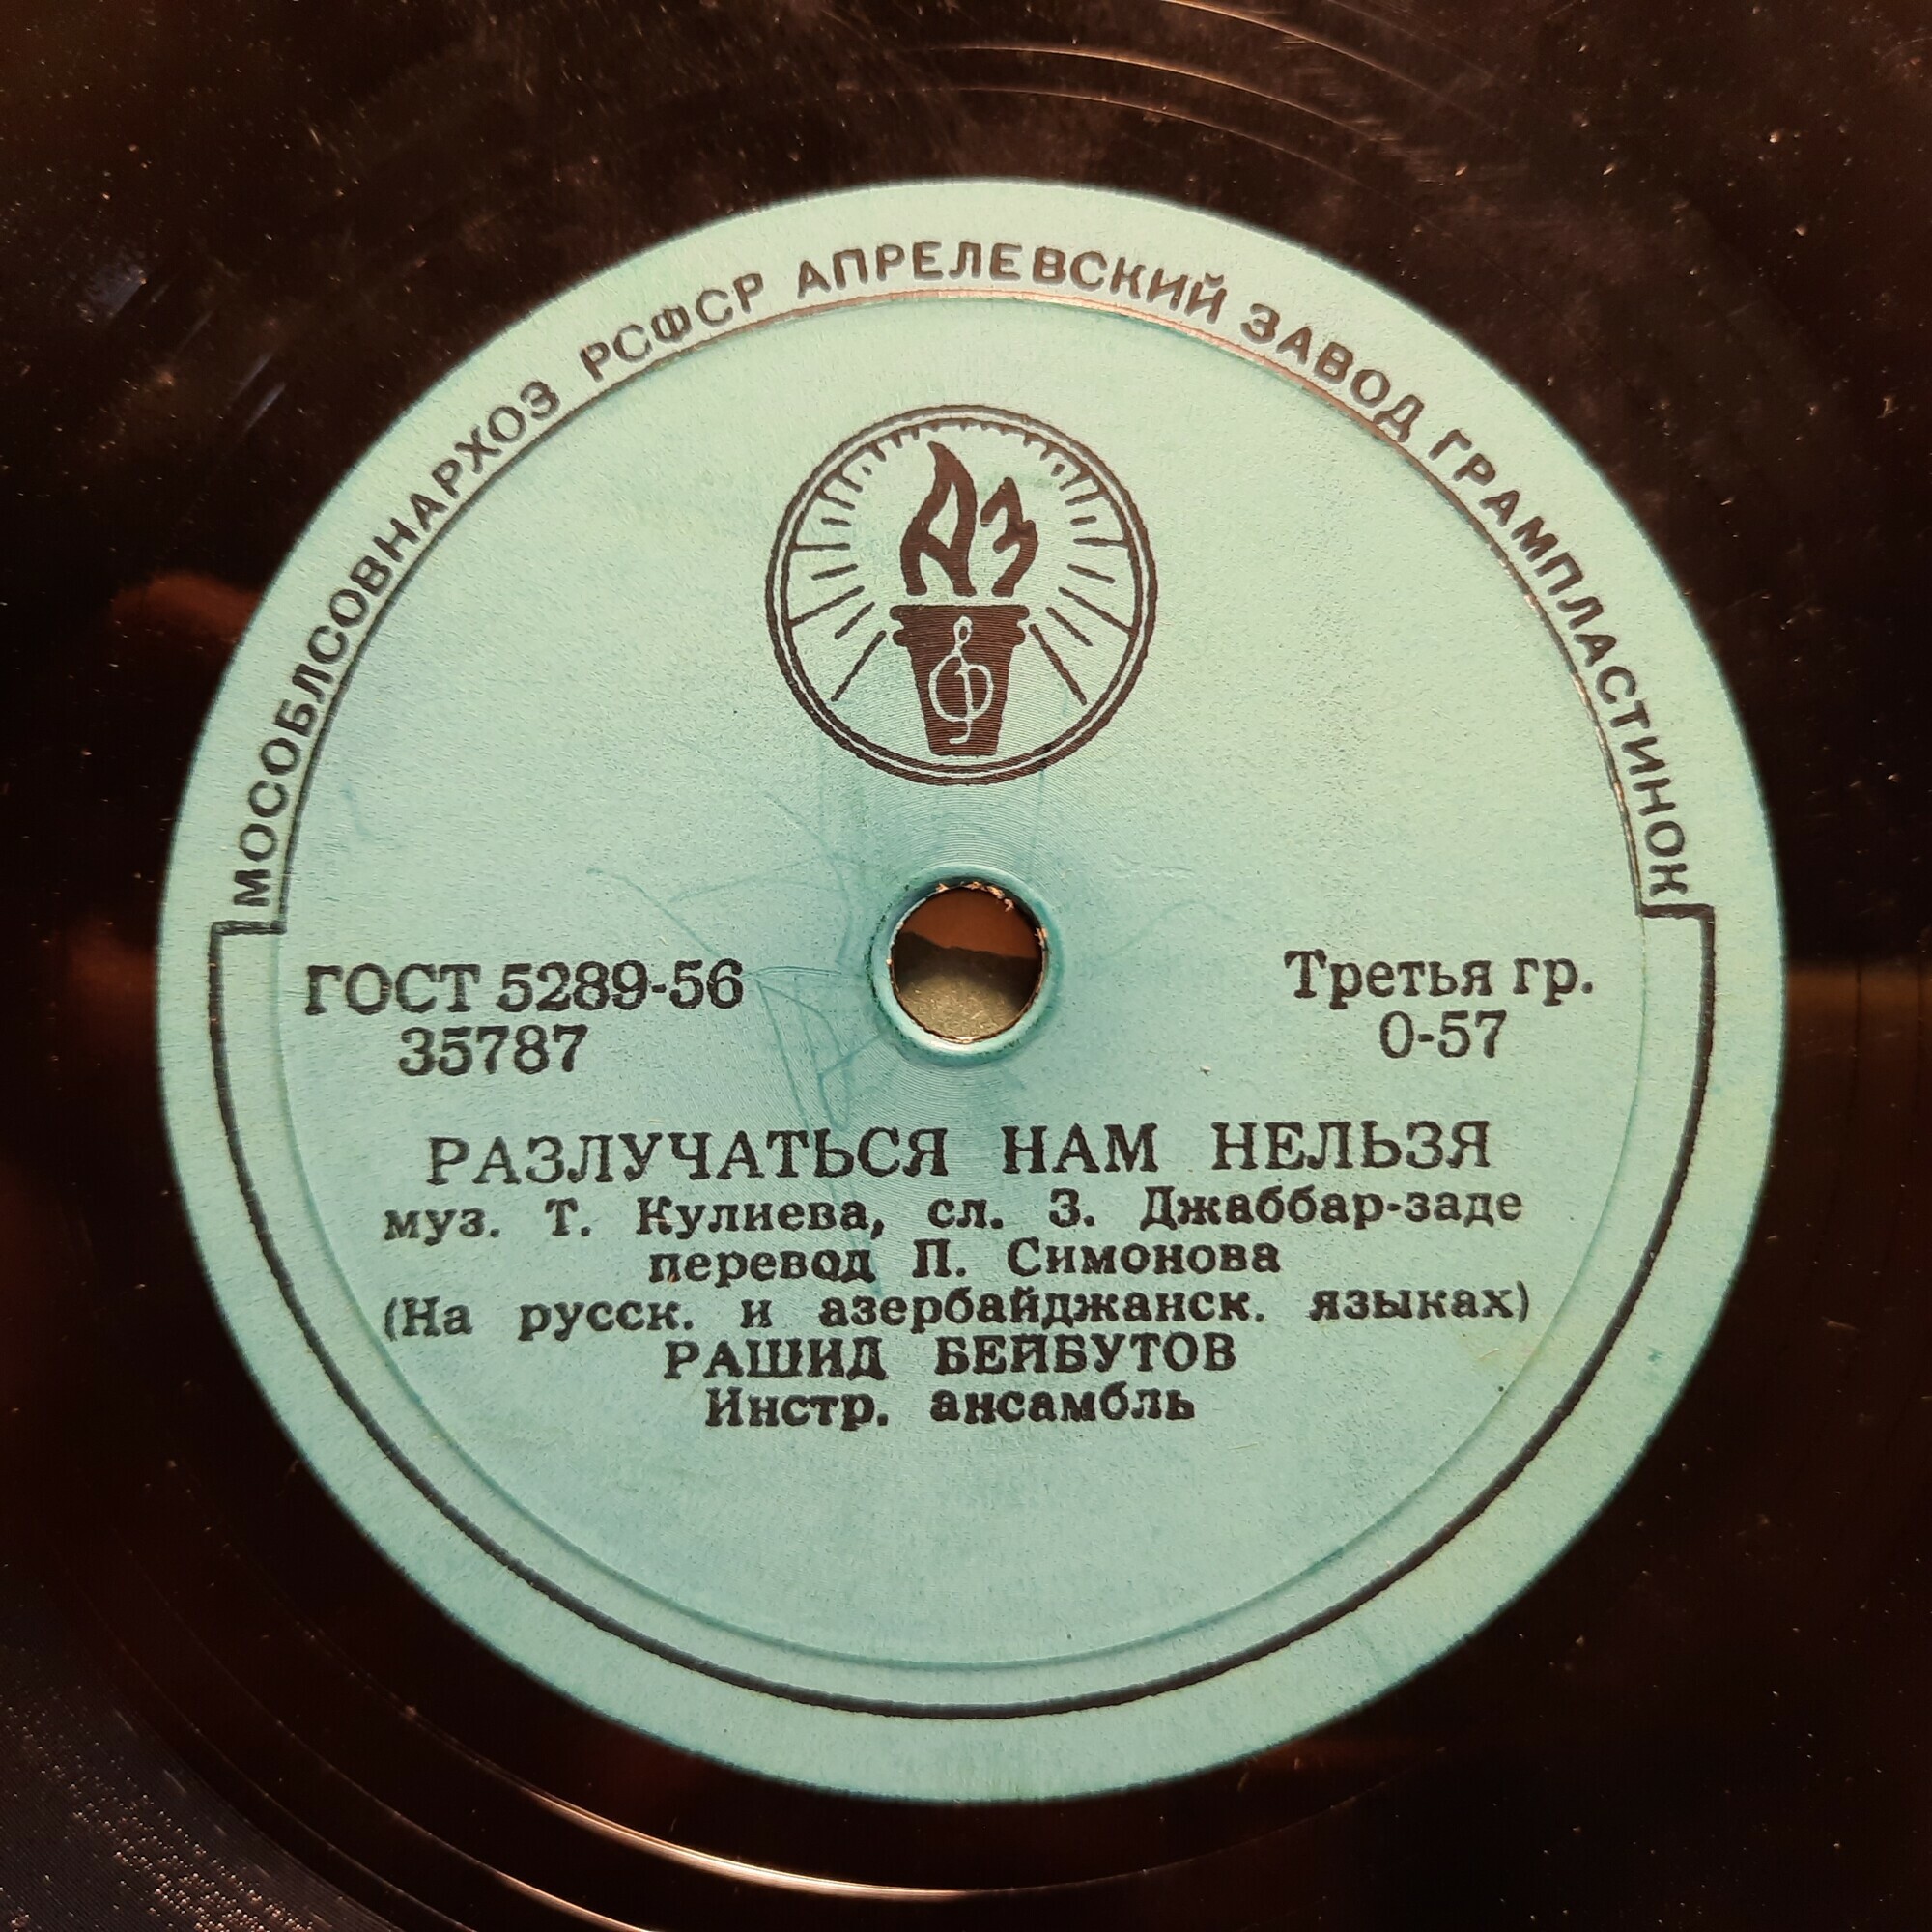 МОСОБЛСОВНАРХОЗ РСФСР АПРЕЛЕВСКИЙ ЗАВОД ГРАМПЛАСТИНОК
АЗ
ГОСТ 5289-56
35787
Третья гр.
0-57
РАЗЛУЧАТЬСЯ НАМ НЕЛЬЗЯ
муз. Т. Кулиева, сл. З. Джаббар-заде
перевод П. Симонова
(На русск. и азербайджанск. языках)
РАШИД БЕЙБУТОВ
Инстр. ансамбль